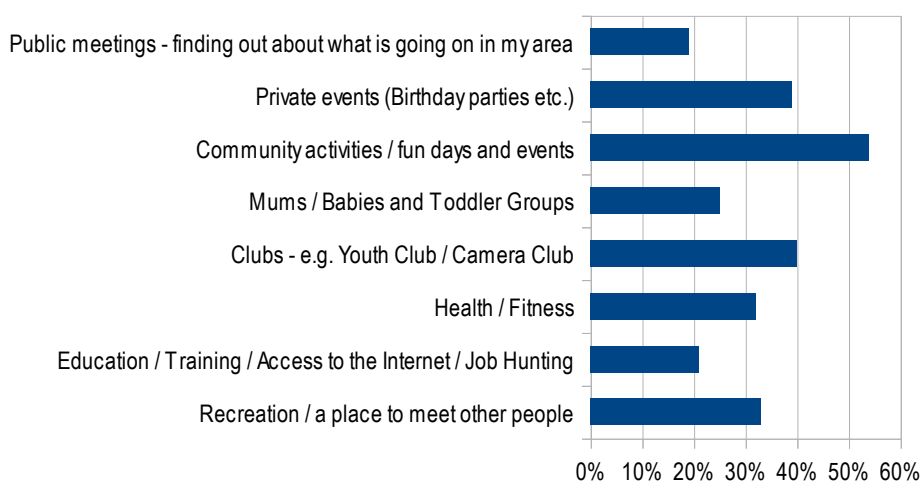 Public meetings - finding out about what is going on in my area
Private events (Birthday parties etc.)
Community activities / fun days and events
Mums / Babies and Toddler Groups
Clubs - e.g. Youth Club / Camera Club
Health / Fitness
Education / Training / Access to the Internet / Job Hunting
Recreation / a place to meet other people
0% 10% 20% 30% 40% 50% 60%